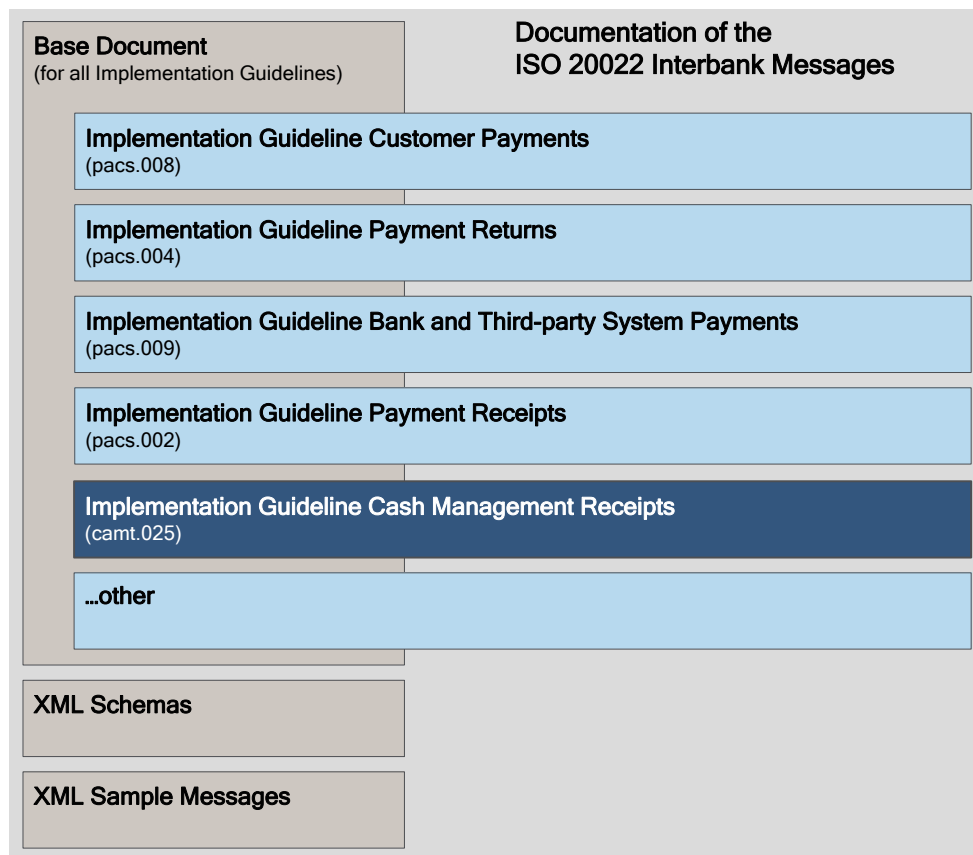 Documentation of the
ISO 20022 Interbank Messages
Base Document
(for all Implementation Guidelines)
Implementation Guideline Customer Payments
(pacs.008)
Implementation Guideline Payment Returns
(pacs.004)
Implementation Guideline Bank and Third-party System Payments
(pacs.009)
Implementation Guideline Payment Receipts
(pacs.002)
Implementation Guideline Cash Management Receipts
(camt.025)
...other
XML Schemas
XML Sample Messages